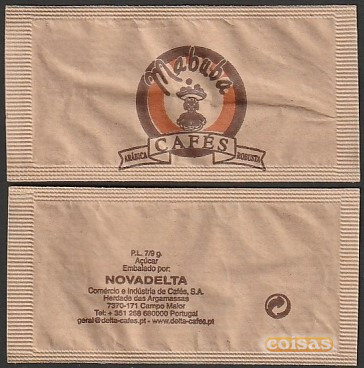 Mababa
CAFÉS
ARÁBICA ROBUSTA
P.L. 7/9 g.
Açúcar
Embalado por:
NOVADELTA
Comércio e Indústria de Cafés, S.A.
Herdade das Argamassas
7370-171 Campo Maior
Tel: + 351 268 680000 Portugal
geral@delta-cafes.pt - www.delta-cafes.pt
coisas